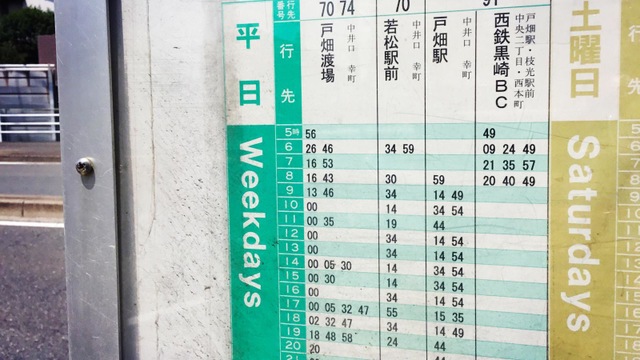 番号 行先 70 74 70 91
平日 行先 戸畑渡場 中井口 幸町 若松駅前 中井口 幸町 戸畑駅 中井口 幸町 西鉄黒崎BC 中央二丁目・西本町 戸畑駅・枝光駅前 土曜日
Weekdays
Saturdays
5時 56 49
6 26 46 34 59 09 24 49
7 16 53 21 35 57
8 16 43 30 59 20 40 49
9 13 46 34 14 49
10 00 14 34 54
11 00 35 19 44
12 00 34 14 54
13 00 14 14 54
14 00 05 30 34 14 54
15 00 30 14 14 54
16 00 34 14 54
17 00 05 32 47 55 15 35
18 02 32 47 34 14 49
19 18 48 58 24 44
20 20
21